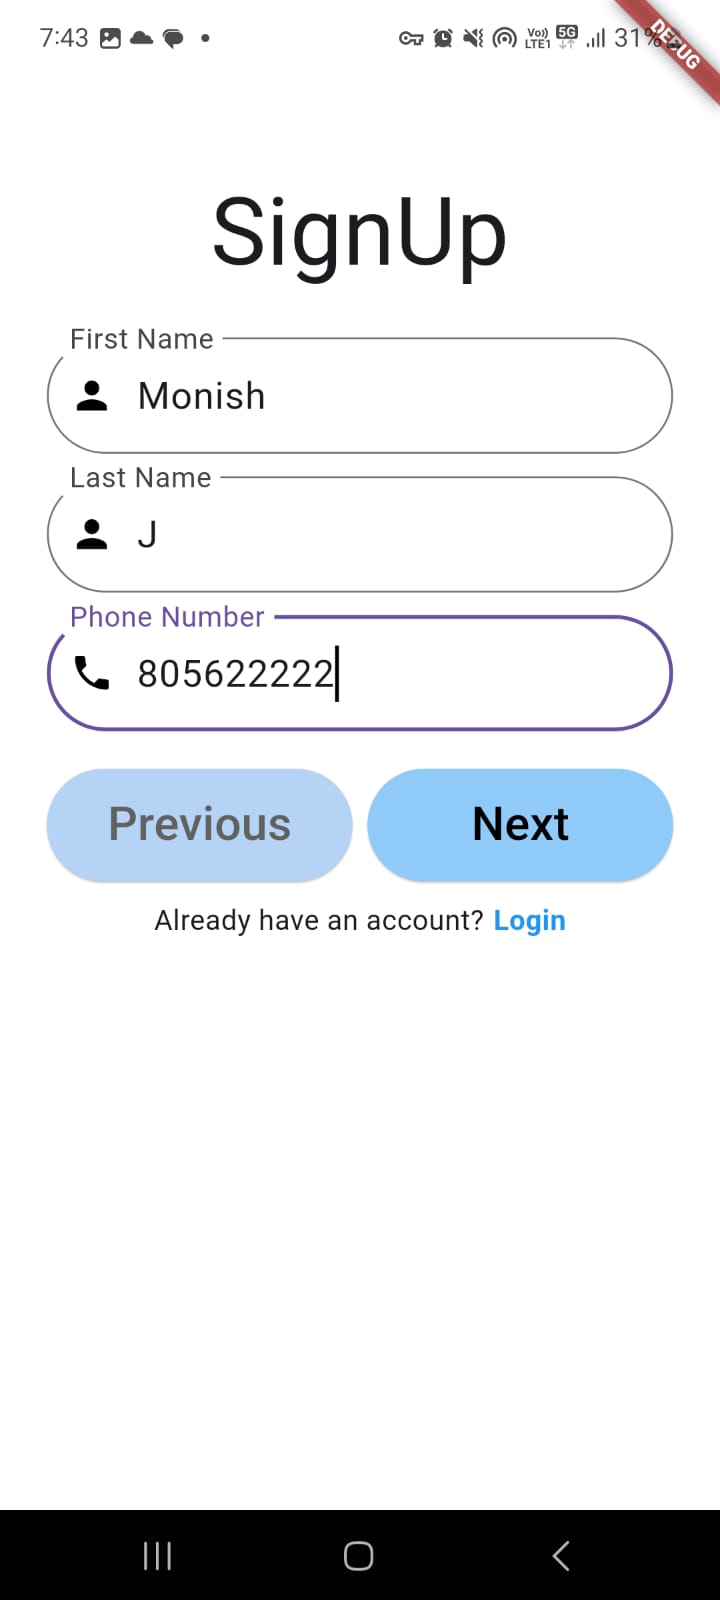 7:43 Vo)) LTE1 5G 31%
DEBUG
SignUp
First Name
Monish
Last Name
J
Phone Number
805622222
Previous Next
Already have an account? Login